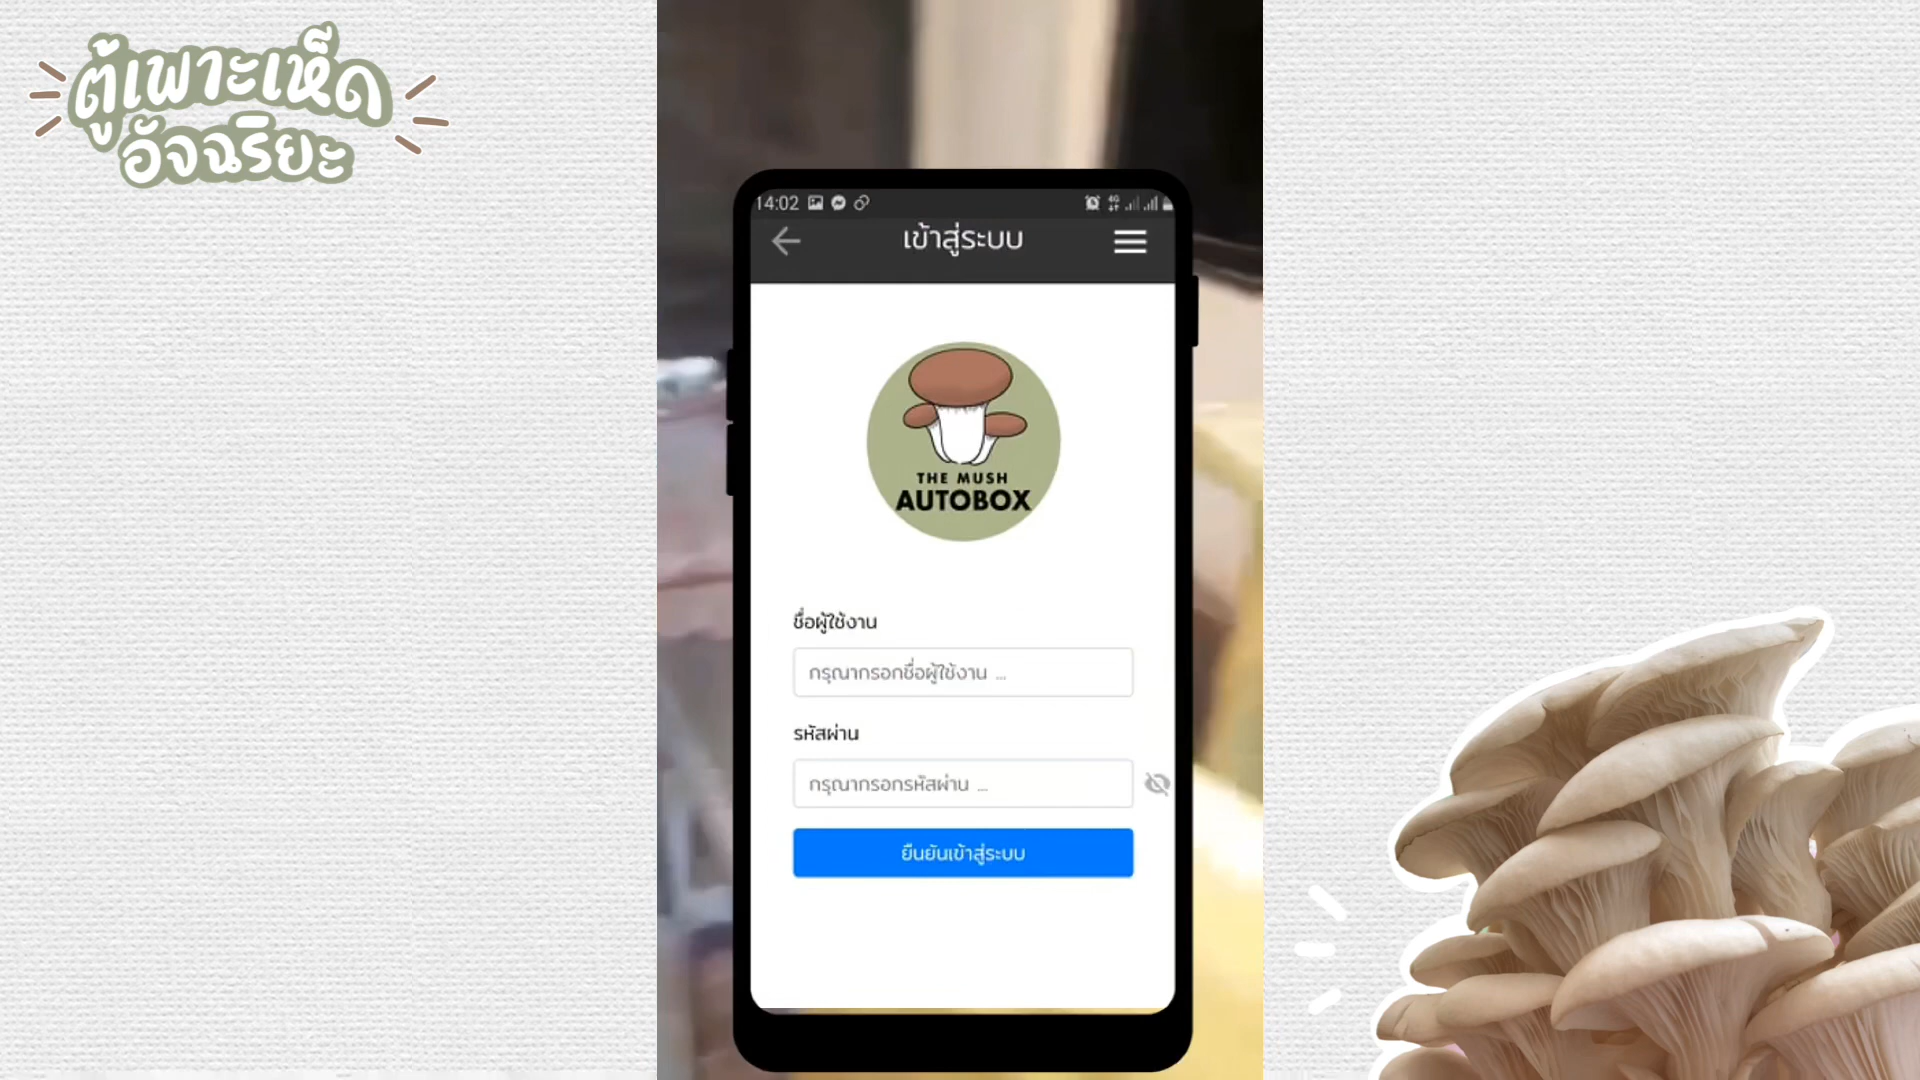 ตู้เพาะเห็ด
อัจฉริยะ
14:02
4G
เข้าสู่ระบบ
THE MUSH
AUTOBOX
ชื่อผู้ใช้งาน
กรุณากรอกชื่อผู้ใช้งาน ...
รหัสผ่าน
กรุณากรอกรหัสผ่าน ...
ยืนยันเข้าสู่ระบบ